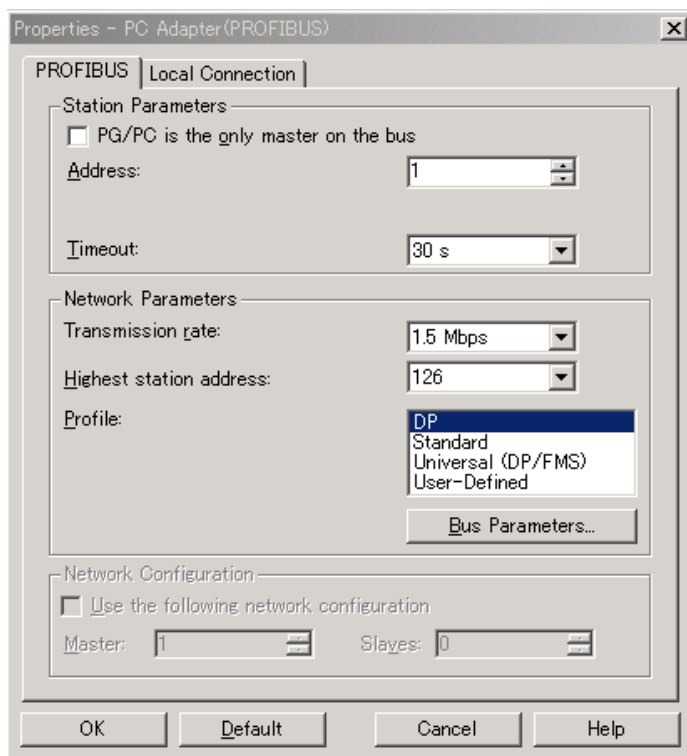 Properties - PC Adapter(PROFIBUS)
PROFIBUS Local Connection
Station Parameters
PG/PC is the only master on the bus
Address: 1
Timeout: 30 s
Network Parameters
Transmission rate: 1.5 Mbps
Highest station address: 126
Profile: DP
Standard
Universal (DP/FMS)
User-Defined
Bus Parameters...
Network Configuration
Use the following network configuration
Master: 1 Slaves: 0
OK Default Cancel Help